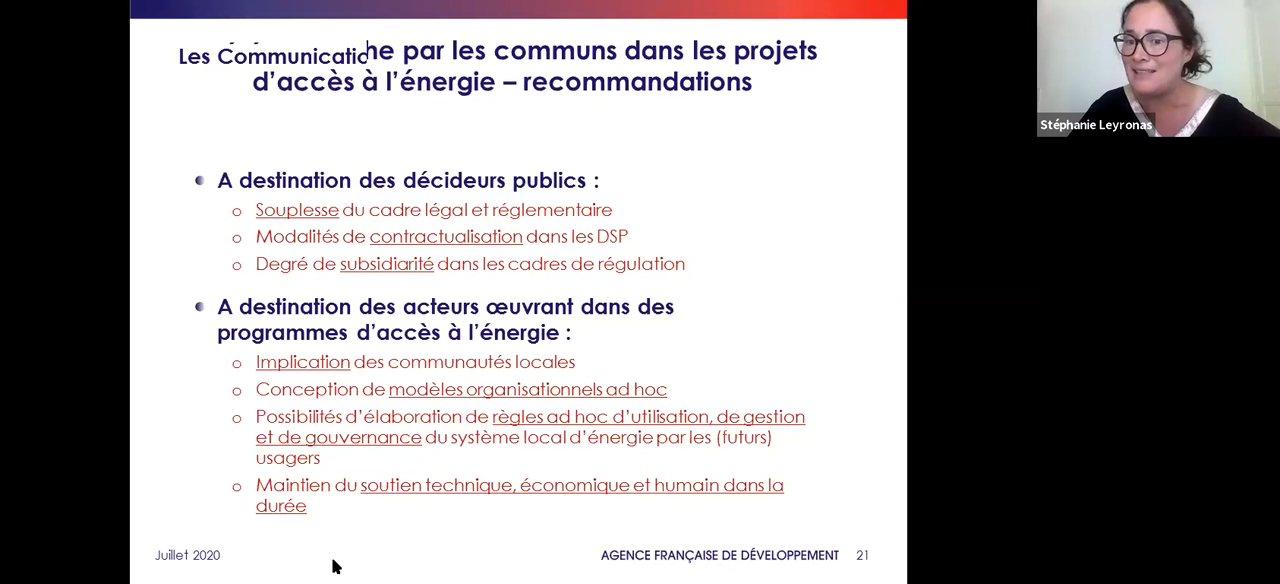 Les Communicatio
he par les communs dans les projets
d'accès à l'énergie – recommandations
Stéphanie Leyronas
A destination des décideurs publics :
Souplesse du cadre légal et réglementaire
Modalités de contractualisation dans les DSP
Degré de subsidiarité dans les cadres de régulation
A destination des acteurs œuvrant dans des
programmes d'accès à l'énergie :
Implication des communautés locales
Conception de modèles organisationnels ad hoc
Possibilités d'élaboration de règles ad hoc d'utilisation, de gestion
et de gouvernance du système local d'énergie par les (futurs)
usagers
Maintien du soutien technique, économique et humain dans la
durée
Juillet 2020
AGENCE FRANÇAISE DE DÉVELOPPEMENT 21